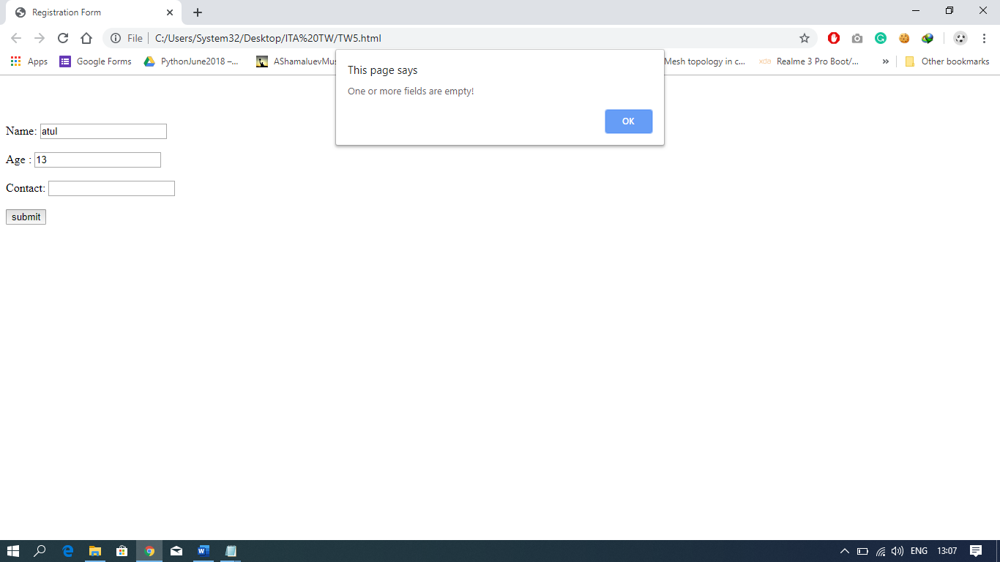 Registration Form
File
C:/Users/System32/Desktop/ITA%20TW/TW5.html
Apps
Google Forms
PythonJune2018 –...
AShamaluevMus
Mesh topology in c...
xda
Realme 3 Pro Boot/...
»
Other bookmarks
This page says
One or more fields are empty!
OK
Name: atul
Age : 13
Contact:
submit
ENG
13:07